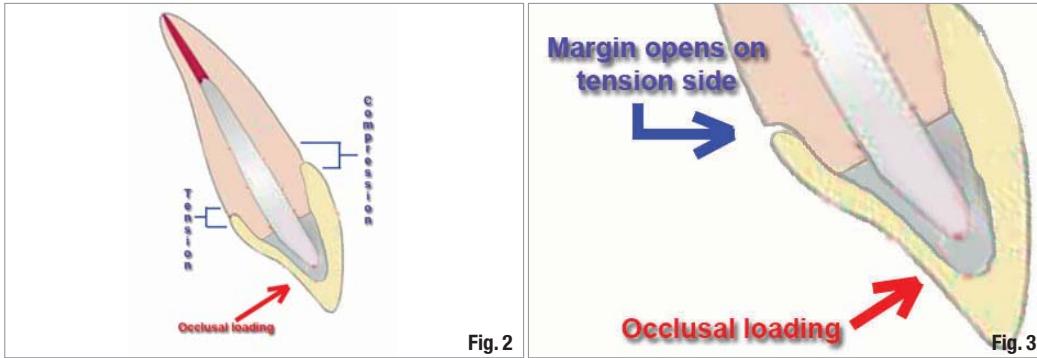 Compression
Tension
Occlusal loading
Fig. 2
Margin opens on
tension side
Occlusal loading
Fig. 3